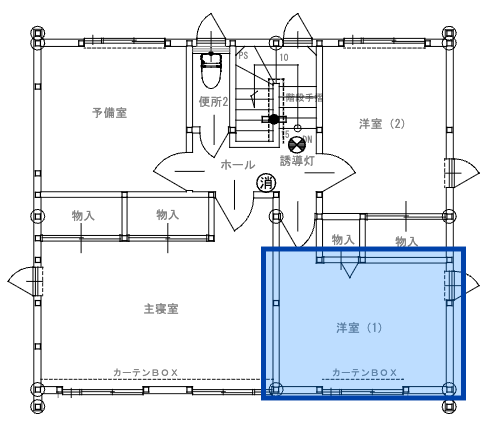 PS
10
予備室
便所2
階段手摺
洋室（2）
15
DN
ホール
誘導灯
消
物入
物入
物入
物入
主寝室
洋室（1）
カーテンＢＯＸ
カーテンＢＯＸ